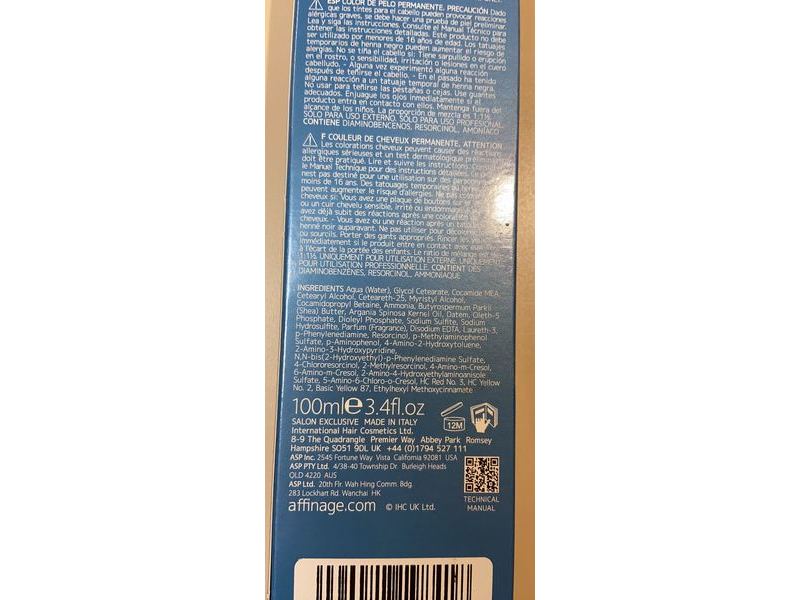 ESP COLOR DE PELO PERMANENTE. PRECAUCIÓN Dado
que los tintes para el cabello pueden provocar reacciones
alérgicas graves, se debe hacer una prueba de piel preliminar.
Lea y siga las instrucciones. Consulte el Manual Técnico para
obtener las instrucciones detalladas. Este producto no debe
ser utilizado por menores de 16 años de edad. Los tatuajes
temporarios de henna negro pueden aumentar el riesgo de
alergias. No se tiña el cabello si: Tiene sarpullido o erupción
en el rostro, o sensibilidad, irritación o lesiones en el cuero
cabelludo. - Alguna vez experimentó alguna reacción
después de teñirse el cabello. - En el pasado ha tenido
alguna reacción a un tatuaje temporal de henna negra.
No usar para teñirse las pestañas o cejas. Use guantes
adecuados. Enjuague los ojos inmediatamente si el
producto entra en contacto con ellos. Mantenga fuera del
alcance de los niños. La proporción de mezcla es 1:1½.
SÓLO PARA USO EXTERNO. SÓLO PARA USO PROFESIONAL.
CONTIENE DIAMINOBENCENOS, RESORCINOL, AMONÍACO
F COULEUR DE CHEVEUX PERMANENTE. ATTENTION
Les colorations cheveux peuvent causer des réactions
allergiques sérieuses et un test dermatologique préliminaire
doit être pratiqué. Lire et suivre les instructions. Consulter
le Manuel Technique pour des instructions détaillées. Ce
nest pas destiné pour une utilisation sur des personnes
moins de 16 ans. Des tatouages temporaires au henné
peuvent augmenter le risque d'allergies. Ne pas
cheveux si: Vous avez une plaque de boutons sur le
ou un cuir chevelu sensible, irrité ou endommagé
avez déjà subit des réactions après une coloration
cheveux. - Vous avez eu une réaction après un tatouage
henné noir auparavant. Ne pas utiliser pour décolorer
ou sourcils. Porter des gants appropriés. Rincer les yeux
immédiatement si le produit entre en contact avec eux.
à l'écart de la portée des enfants. Le ratio de mélange est
1:1½. UNIQUEMENT POUR UTILISATION EXTERNE. UNIQUEMENT
POUR UTILISATION PROFESSIONELLE. CONTIENT DES
DIAMINOBENZÈNES, RESORCINOL, AMMONIAQUE
INGREDIENTS Aqua (Water), Glycol Cetearate, Cocamide MEA,
Cetearyl Alcohol, Ceteareth-25, Myristyl Alcohol,
Cocamidopropyl Betaine, Ammonia, Butyrospermum Parkii
(Shea) Butter, Argania Spinosa Kernel Oil, Datem, Oleth-5
Phosphate, Dioleyl Phosphate, Sodium Sulfite, Sodium
Hydrosulfite, Parfum (Fragrance), Disodium EDTA, Laureth-3,
p-Phenylenediamine, Resorcinol, p-Methylaminophenol
Sulfate, p-Aminophenol, 4-Amino-2-Hydroxytoluene,
2-Amino-3-Hydroxypyridine,
N,N-bis(2-Hydroxyethyl)-p-Phenylenediamine Sulfate,
4-Chlororesorcinol, 2-Methylresorcinol, 4-Amino-m-Cresol,
6-Amino-m-Cresol, 2-Amino-4-Hydroxyethylaminoanisole
Sulfate, 5-Amino-6-Chloro-o-Cresol, HC Red No. 3, HC Yellow
No. 2, Basic Yellow 87, Ethylhexyl Methoxycinnamate
100ml℮3.4fl.oz
12M
SALON EXCLUSIVE MADE IN ITALY
International Hair Cosmetics Ltd.
8-9 The Quadrangle Premier Way Abbey Park Romsey
Hampshire SO51 9DL UK +44 (0)1794 527 111
ASP Inc. 2545 Fortune Way Vista California 92081 USA
ASP PTY Ltd. 4/38-40 Township Dr. Burleigh Heads
QLD 4220 AUS
ASP Ltd. 20th Flr. Wah Hing Comm. Bdg.
283 Lockhart Rd. Wanchai HK
affinage.com © IHC UK Ltd.
TECHNICAL
MANUAL